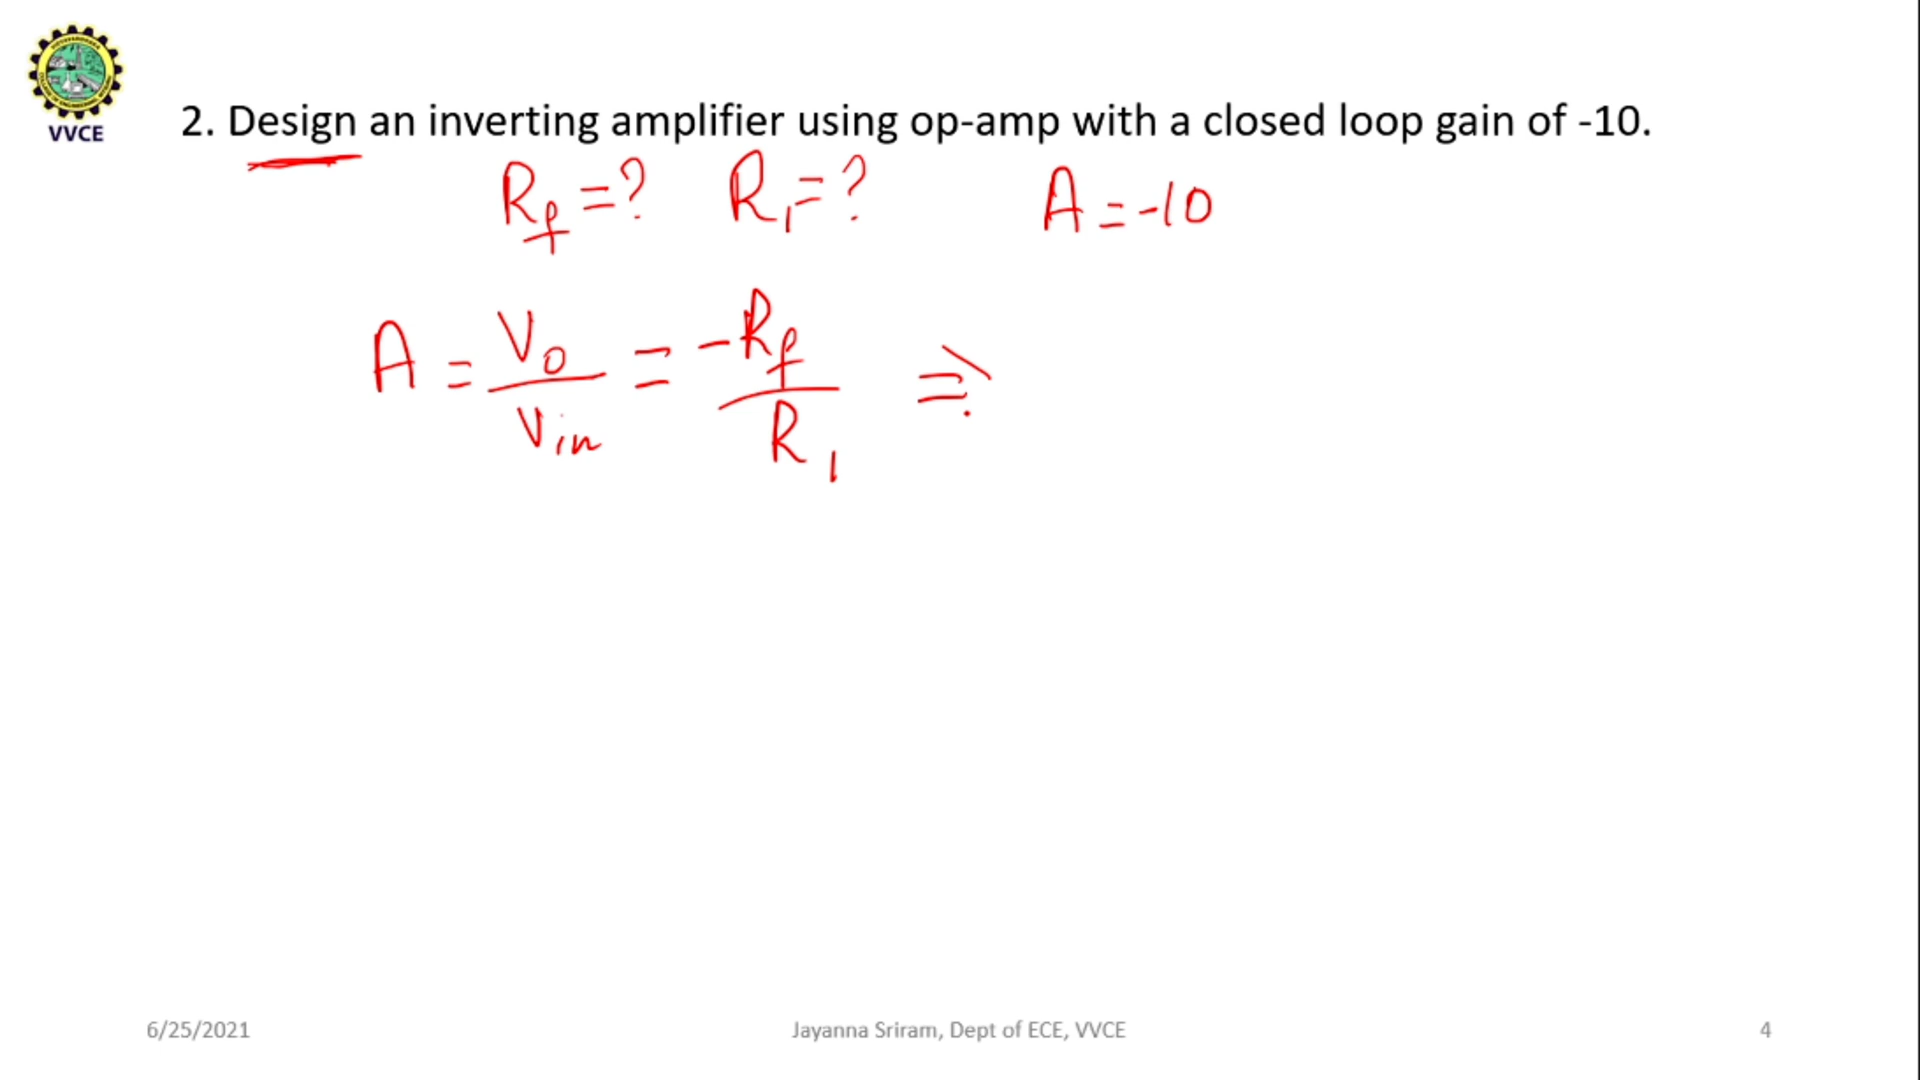 VVCE
2. Design an inverting amplifier using op-amp with a closed loop gain of -10.
Rf = ? R1 = ? A = -10
A = Vo / Vin = -Rf / R1 ⇒
6/25/2021 Jayanna Sriram, Dept of ECE, VVCE 4